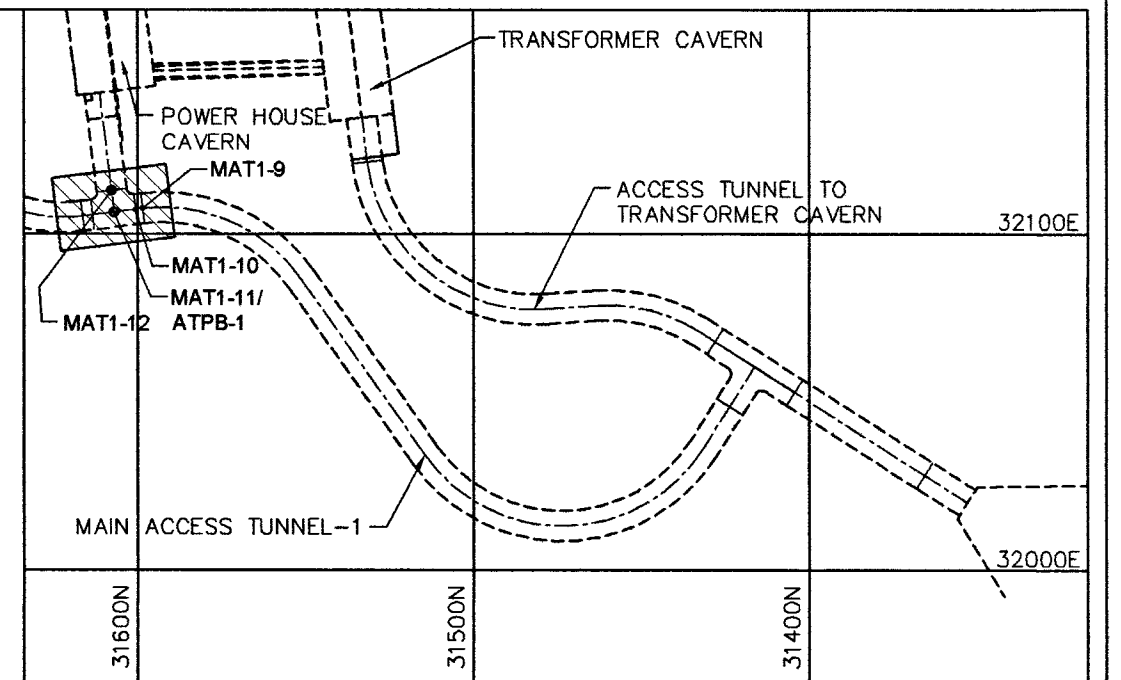 TRANSFORMER CAVERN
POWER HOUSE
CAVERN
MAT1-9
ACCESS TUNNEL TO
TRANSFORMER CAVERN
32100E
MAT1-10
MAT1-11/
ATPB-1
MAT1-12
MAIN ACCESS TUNNEL-1
32000E
31600N
31500N
31400N